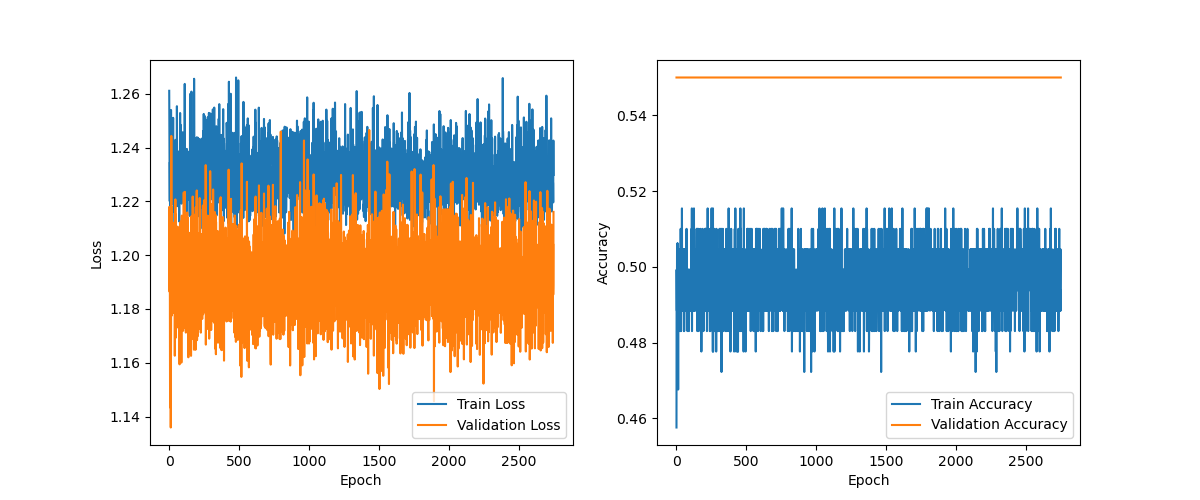 1.26
1.24
1.22
1.20
1.18
1.16
1.14
Loss
0 500 1000 1500 2000 2500
Epoch
Train Loss
Validation Loss
0.54
0.52
0.50
0.48
0.46
Accuracy
0 500 1000 1500 2000 2500
Epoch
Train Accuracy
Validation Accuracy